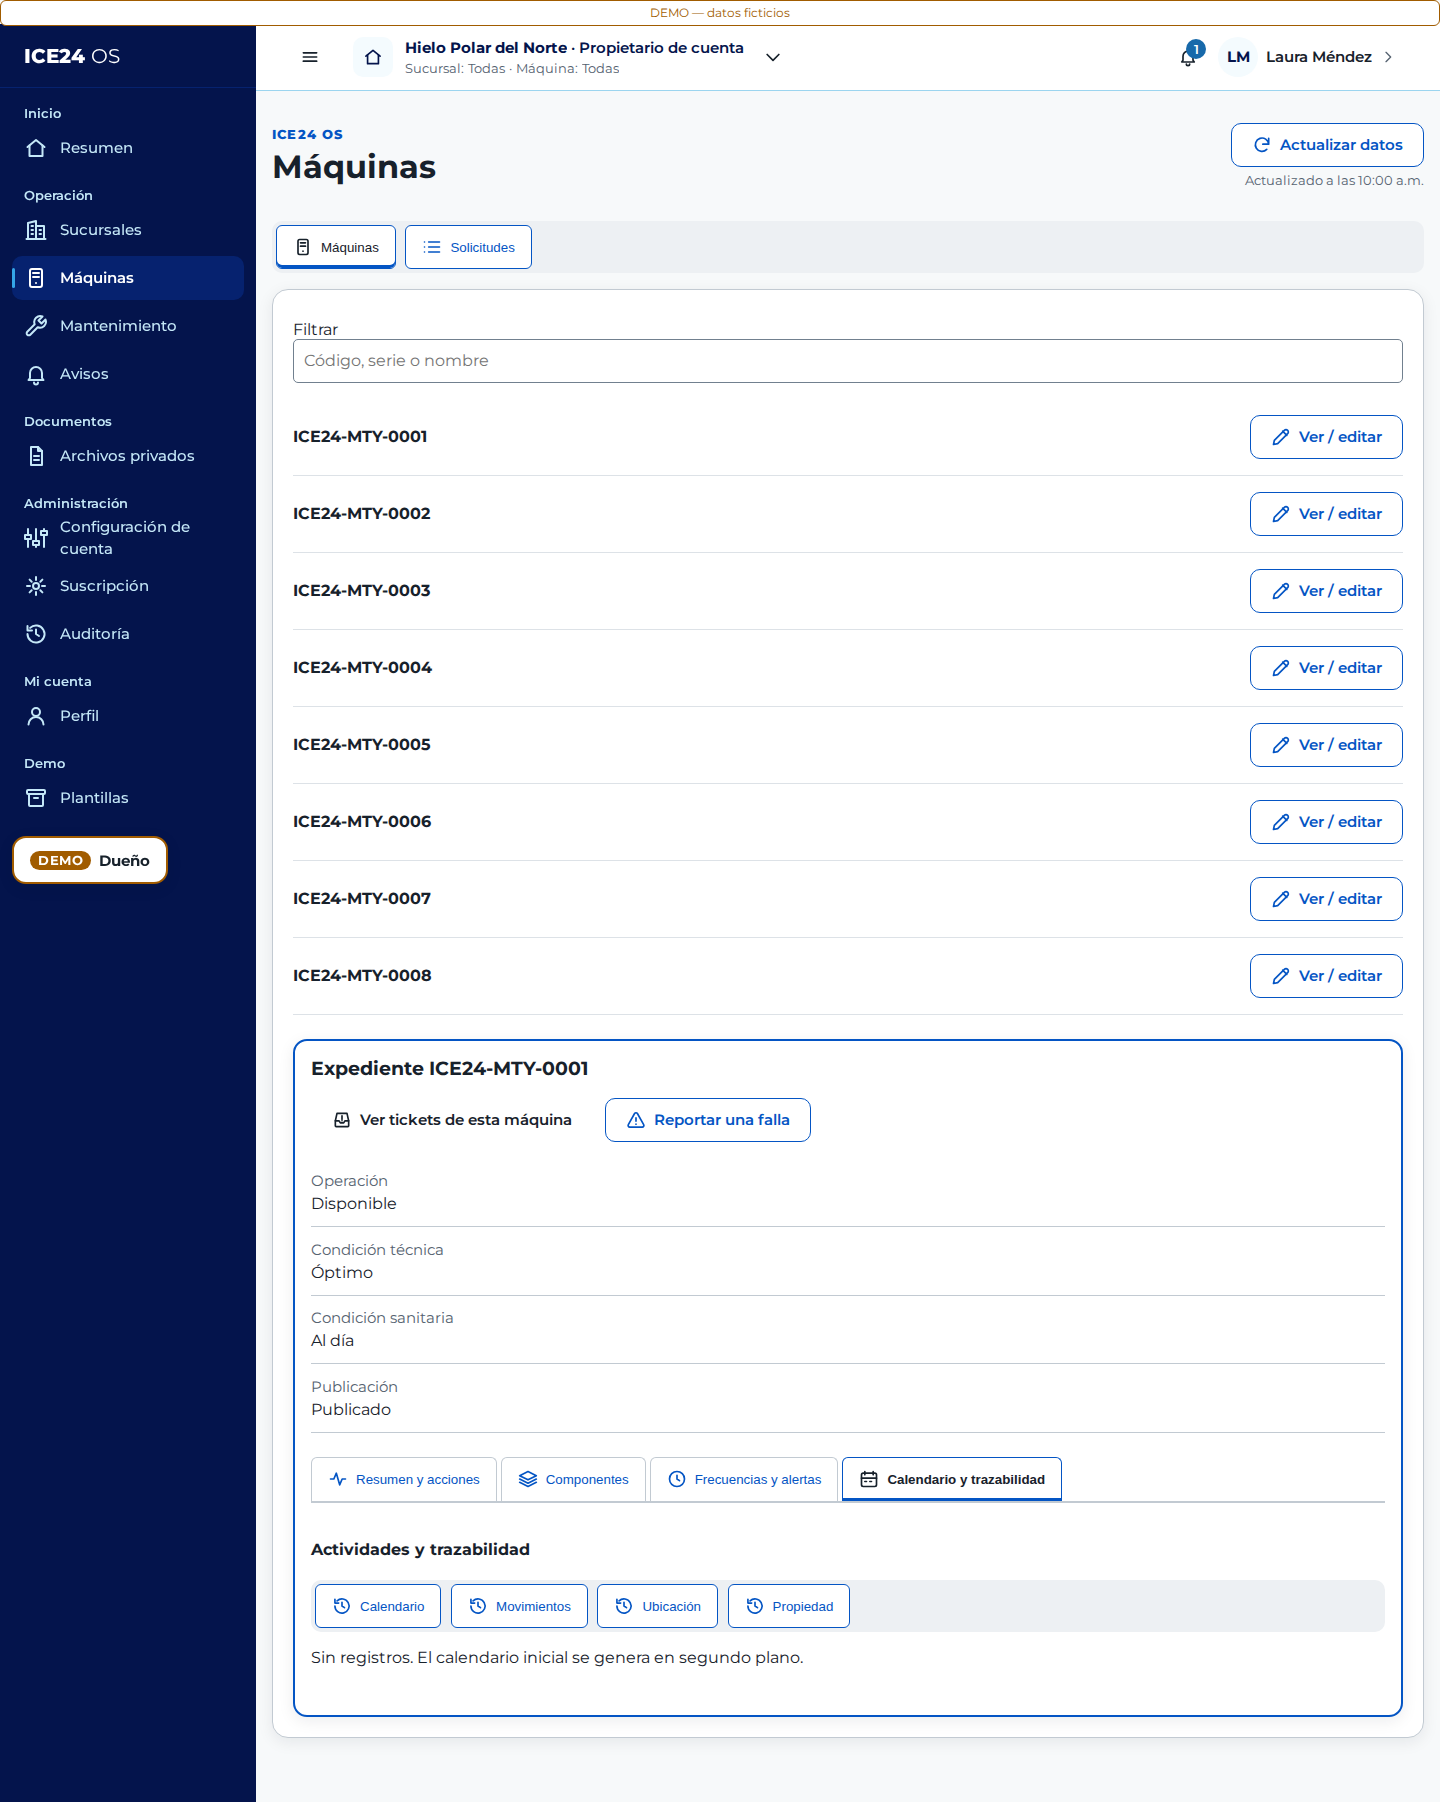 DEMO — datos ficticios
ICE24 OS
Inicio
Resumen
Operación
Sucursales
Máquinas
Mantenimiento
Avisos
Documentos
Archivos privados
Administración
Configuración de
cuenta
Suscripción
Auditoría
Mi cuenta
Perfil
Demo
Plantillas
DEMO Dueño
Hielo Polar del Norte · Propietario de cuenta
Sucursal: Todas · Máquina: Todas
1
LM Laura Méndez
ICE24 OS
Máquinas
Actualizar datos
Actualizado a las 10:00 a.m.
Máquinas
Solicitudes
Filtrar
Código, serie o nombre
ICE24-MTY-0001 Ver / editar
ICE24-MTY-0002 Ver / editar
ICE24-MTY-0003 Ver / editar
ICE24-MTY-0004 Ver / editar
ICE24-MTY-0005 Ver / editar
ICE24-MTY-0006 Ver / editar
ICE24-MTY-0007 Ver / editar
ICE24-MTY-0008 Ver / editar
Expediente ICE24-MTY-0001
Ver tickets de esta máquina
Reportar una falla
Operación
Disponible
Condición técnica
Óptimo
Condición sanitaria
Al día
Publicación
Publicado
Resumen y acciones
Componentes
Frecuencias y alertas
Calendario y trazabilidad
Actividades y trazabilidad
Calendario
Movimientos
Ubicación
Propiedad
Sin registros. El calendario inicial se genera en segundo plano.